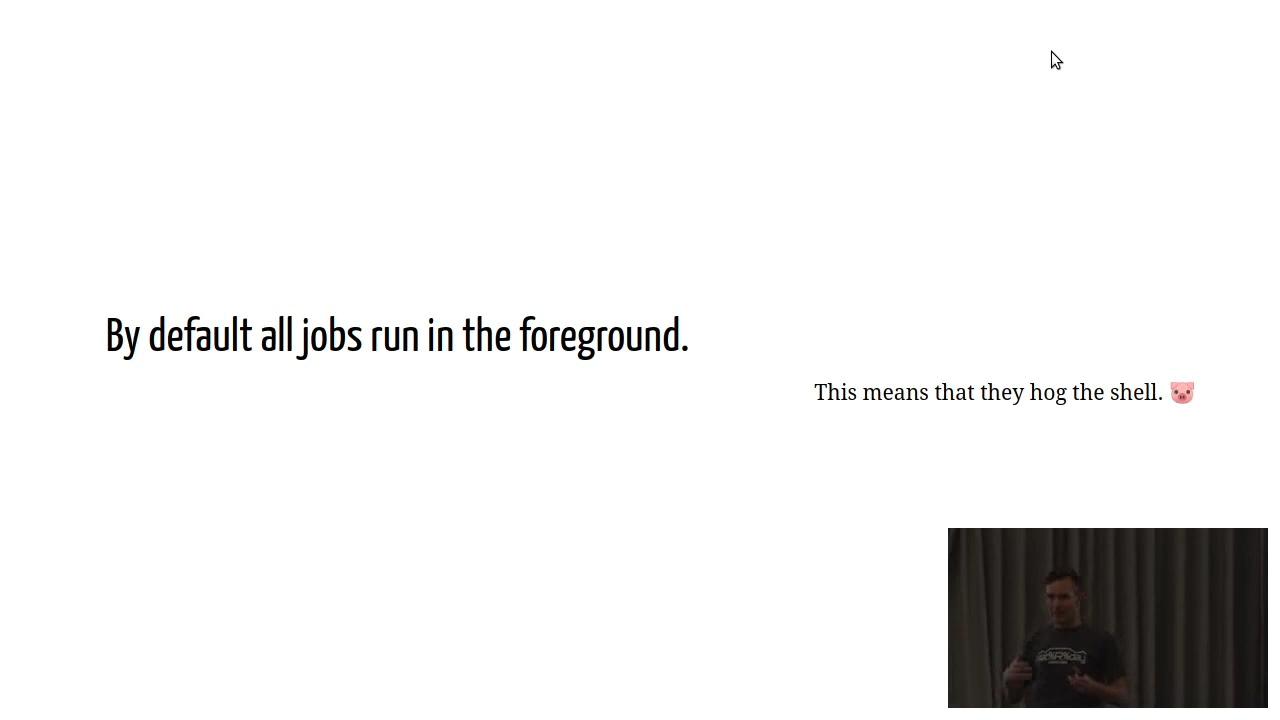 By default all jobs run in the foreground.
This means that they hog the shell. 🐷